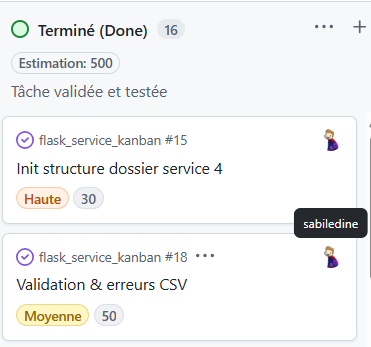 Terminé (Done) 16
Estimation: 500
Tâche validée et testée
flask_service_kanban #15
Init structure dossier service 4
Haute 30
sabiledine
flask_service_kanban #18
Validation & erreurs CSV
Moyenne 50